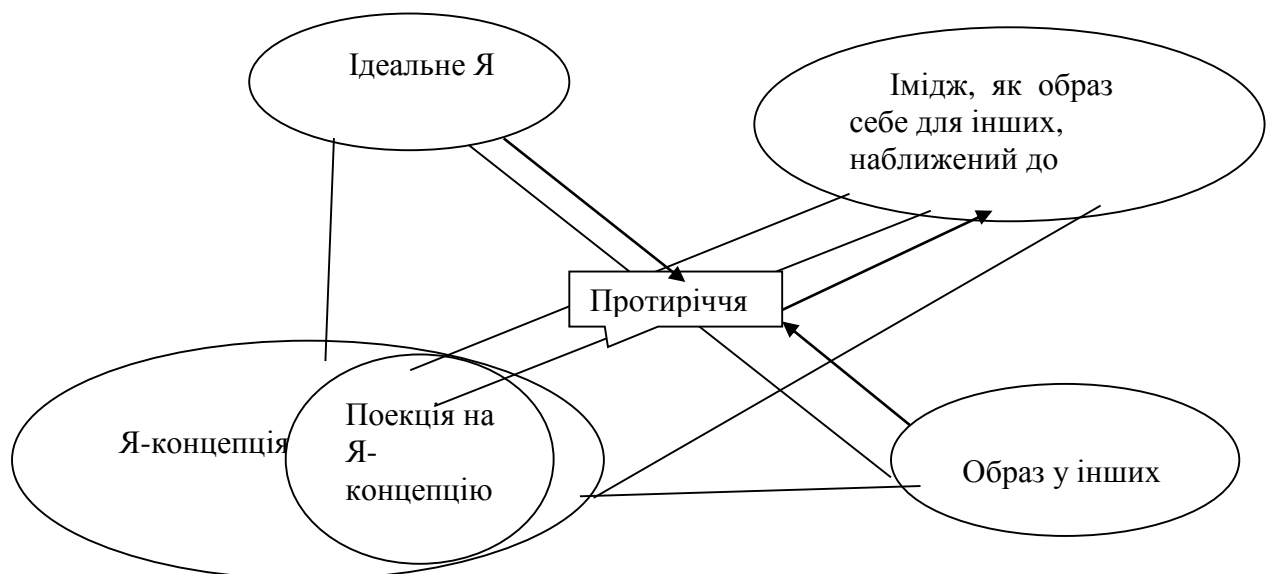 Ідеальне Я
Імідж, як образ
себе для інших,
наближений до
Протиріччя
Я-концепція
Поекція на
Я-
концепцію
Образ у інших